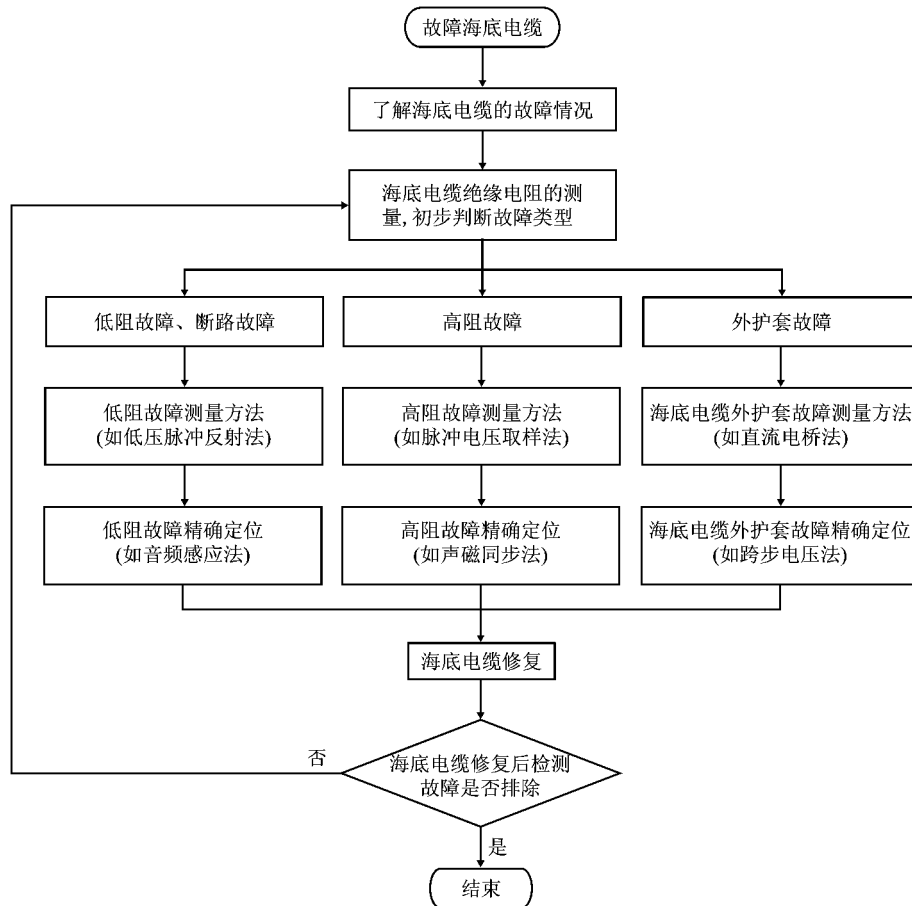 故障海底电缆
了解海底电缆的故障情况
海底电缆绝缘电阻的测
量,初步判断故障类型
低阻故障、断路故障
高阻故障
外护套故障
低阻故障测量方法
(如低压脉冲反射法)
高阻故障测量方法
(如脉冲电压取样法)
海底电缆外护套故障测量方法
(如直流电桥法)
低阻故障精确定位
(如音频感应法)
高阻故障精确定位
(如声磁同步法)
海底电缆外护套故障精确定位
(如跨步电压法)
海底电缆修复
否
海底电缆修复后检测
故障是否排除
是
结束